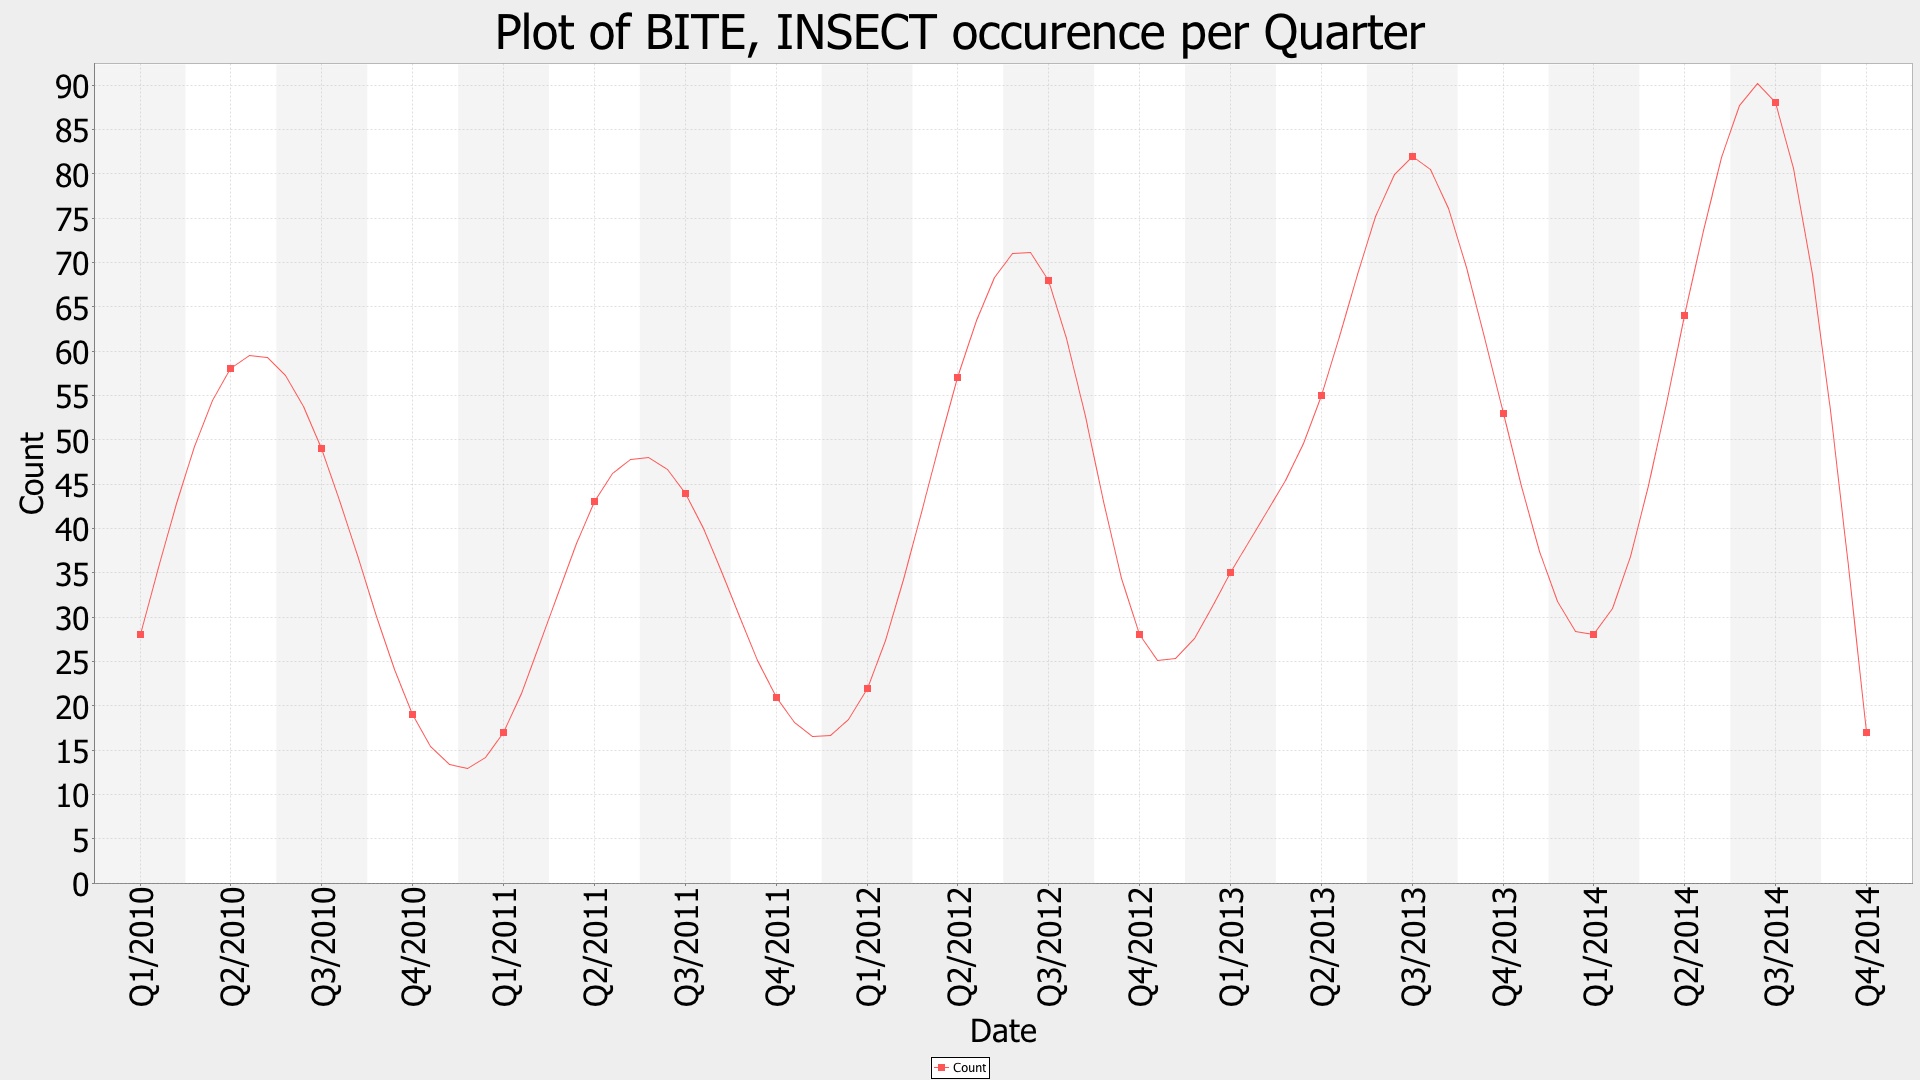 Plot of BITE, INSECT occurence per Quarter
90
85
80
75
70
65
60
55
50
45
40
35
30
25
20
15
10
5
0
Count
Q1/2010
Q2/2010
Q3/2010
Q4/2010
Q1/2011
Q2/2011
Q3/2011
Q4/2011
Q1/2012
Q2/2012
Q3/2012
Q4/2012
Q1/2013
Q2/2013
Q3/2013
Q4/2013
Q1/2014
Q2/2014
Q3/2014
Q4/2014
Date
Count